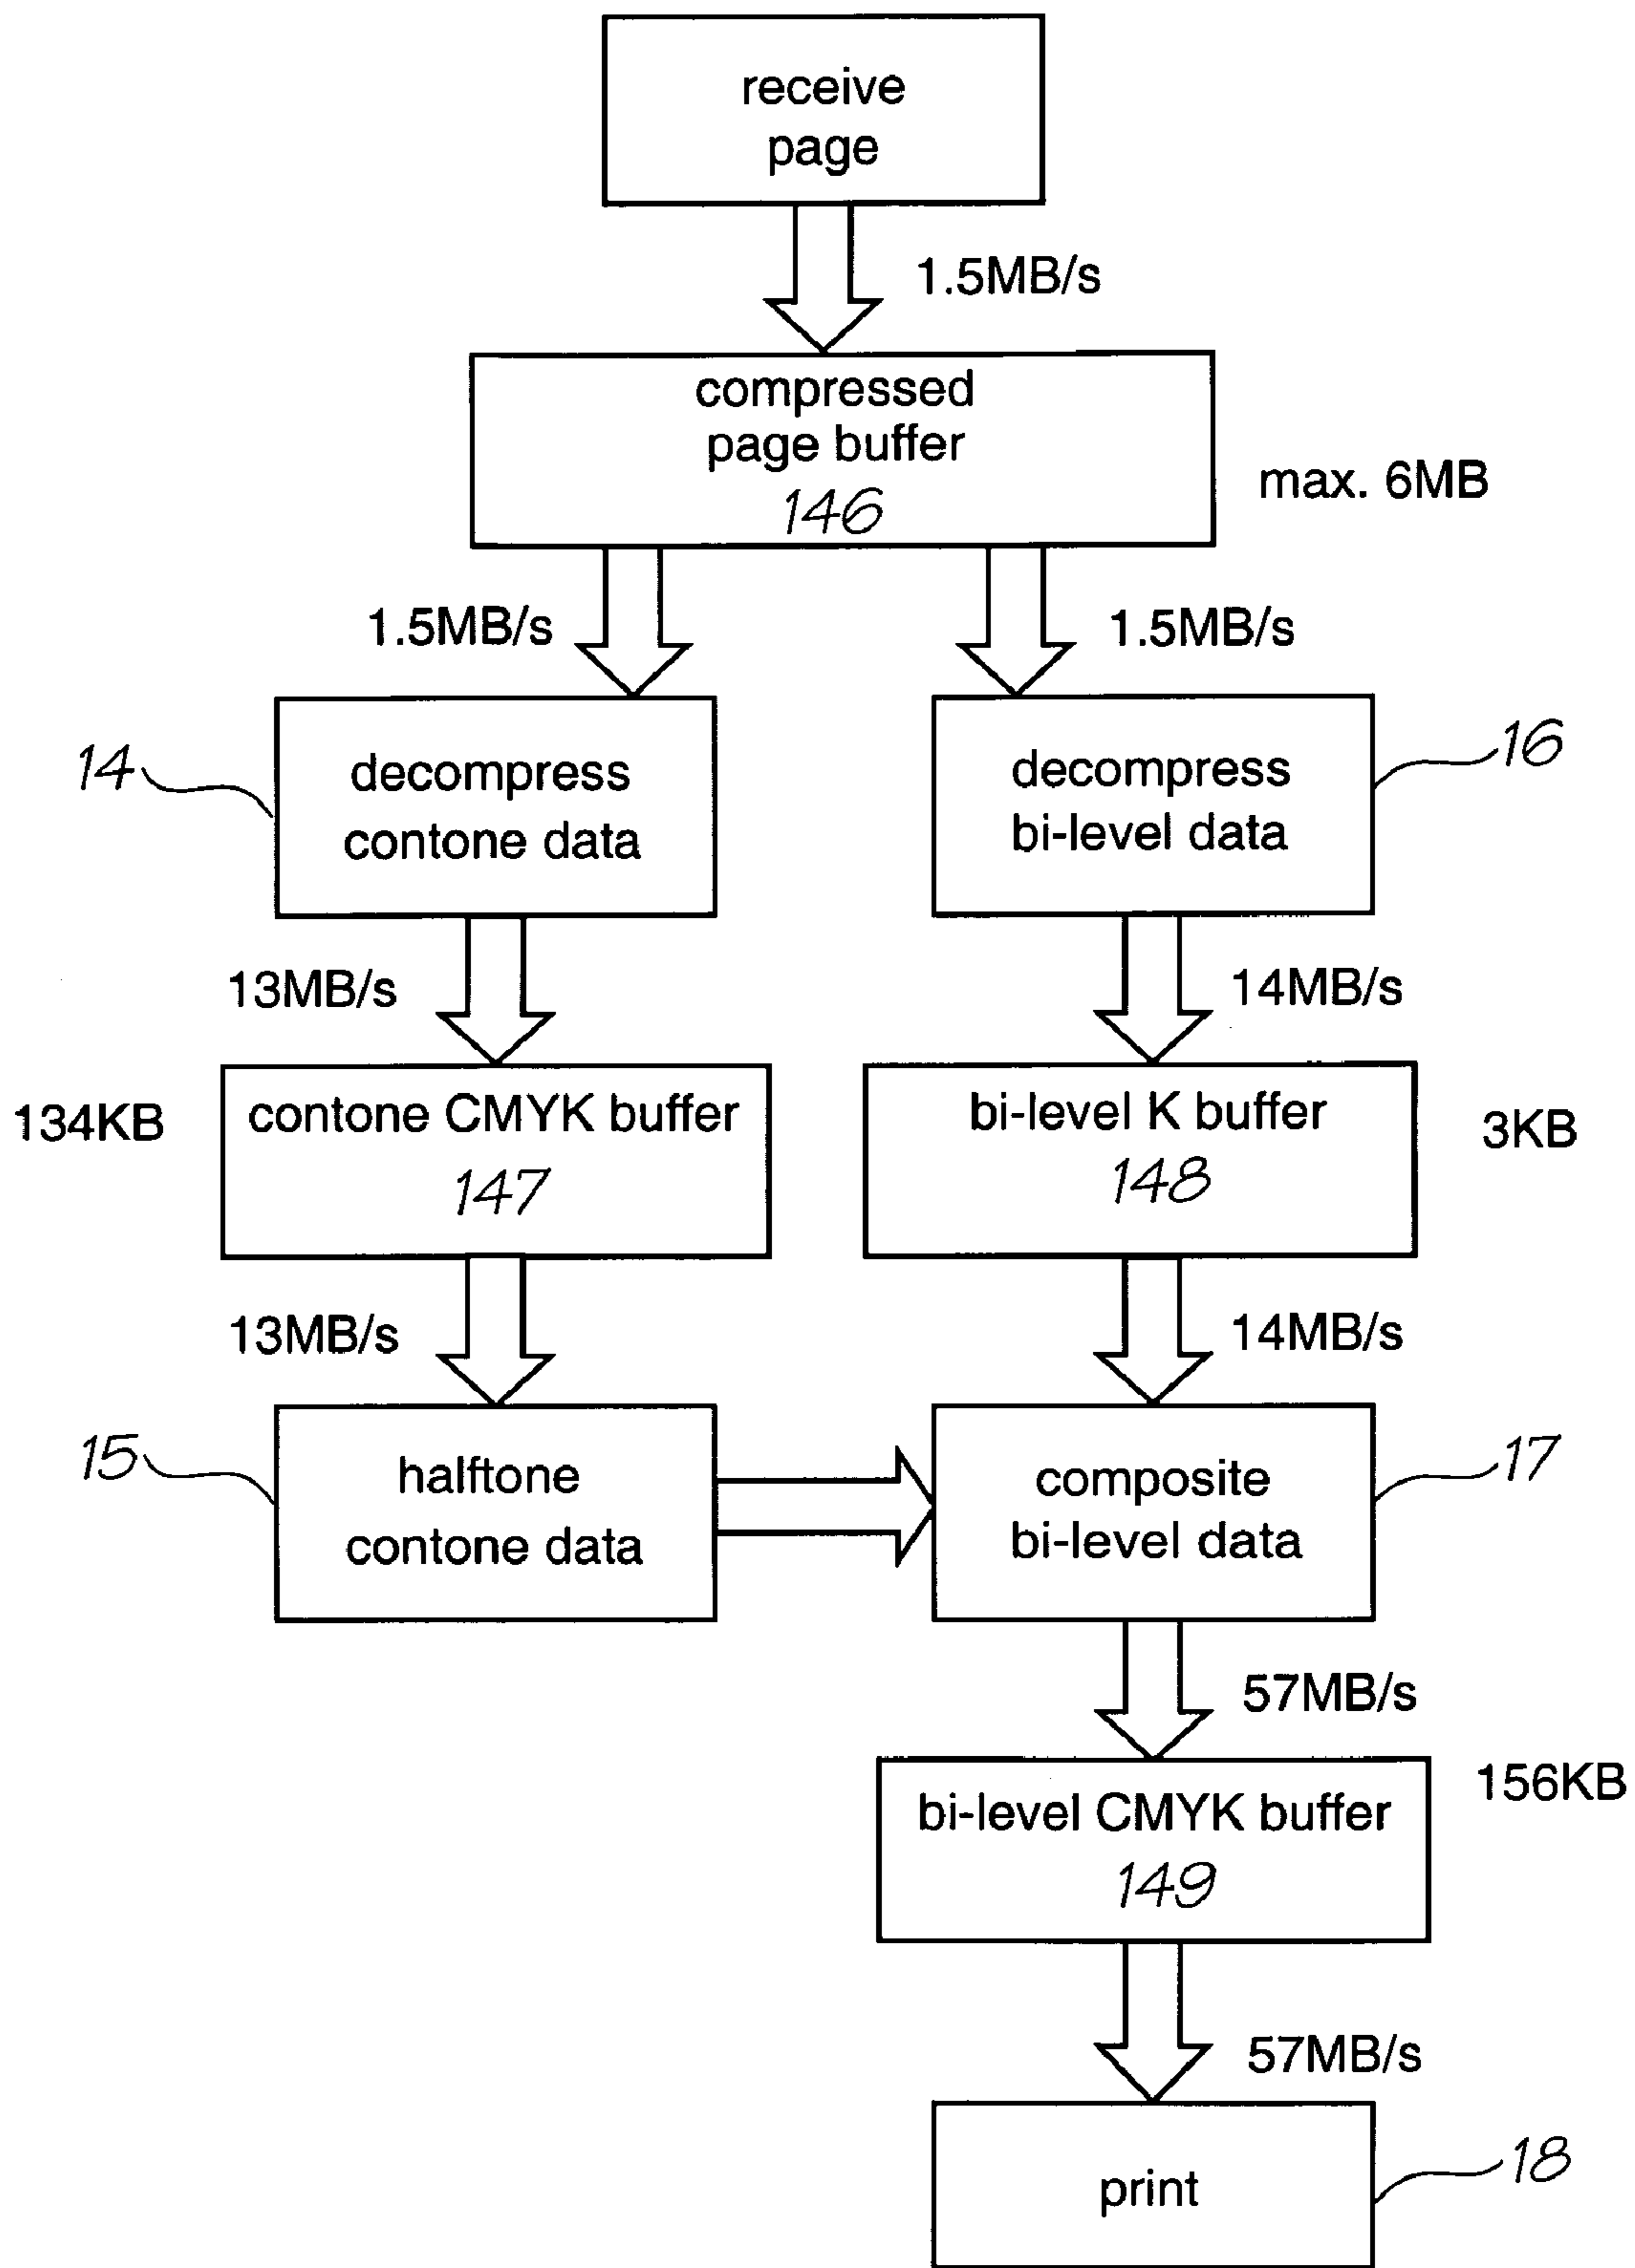 receive
page
1.5MB/s
compressed
page buffer
146
max. 6MB
1.5MB/s
1.5MB/s
14
decompress
contone data
decompress
bi-level data
16
13MB/s
14MB/s
134KB
contone CMYK buffer
147
bi-level K buffer
148
3KB
13MB/s
14MB/s
15
halftone
contone data
composite
bi-level data
17
57MB/s
156KB
bi-level CMYK buffer
149
57MB/s
print
18